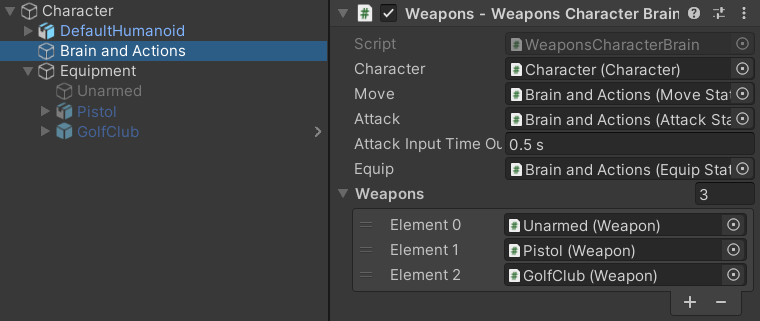 Character
DefaultHumanoid
Brain and Actions
Equipment
Unarmed
Pistol
GolfClub
Weapons - Weapons Character Brain
Script WeaponsCharacterBrain
Character Character (Character)
Move Brain and Actions (Move Stat
Attack Brain and Actions (Attack Sta
Attack Input Time Ou 0.5 s
Equip Brain and Actions (Equip Stat
Weapons 3
Element 0 Unarmed (Weapon)
Element 1 Pistol (Weapon)
Element 2 GolfClub (Weapon)